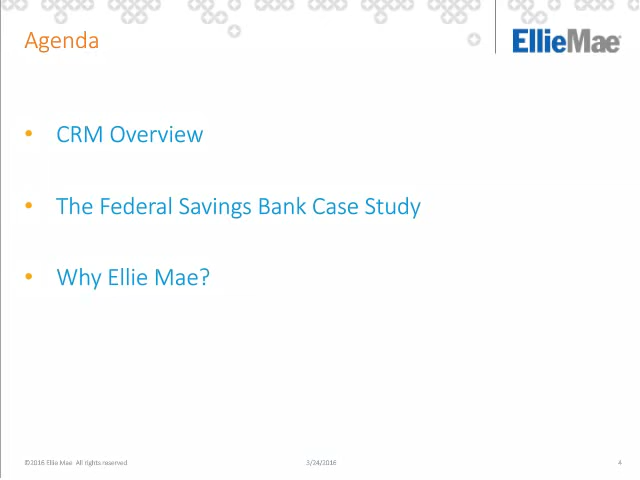 Agenda
EllieMae
• CRM Overview
• The Federal Savings Bank Case Study
• Why Ellie Mae?
©2016 Ellie Mae. All rights reserved
3/24/2016
4